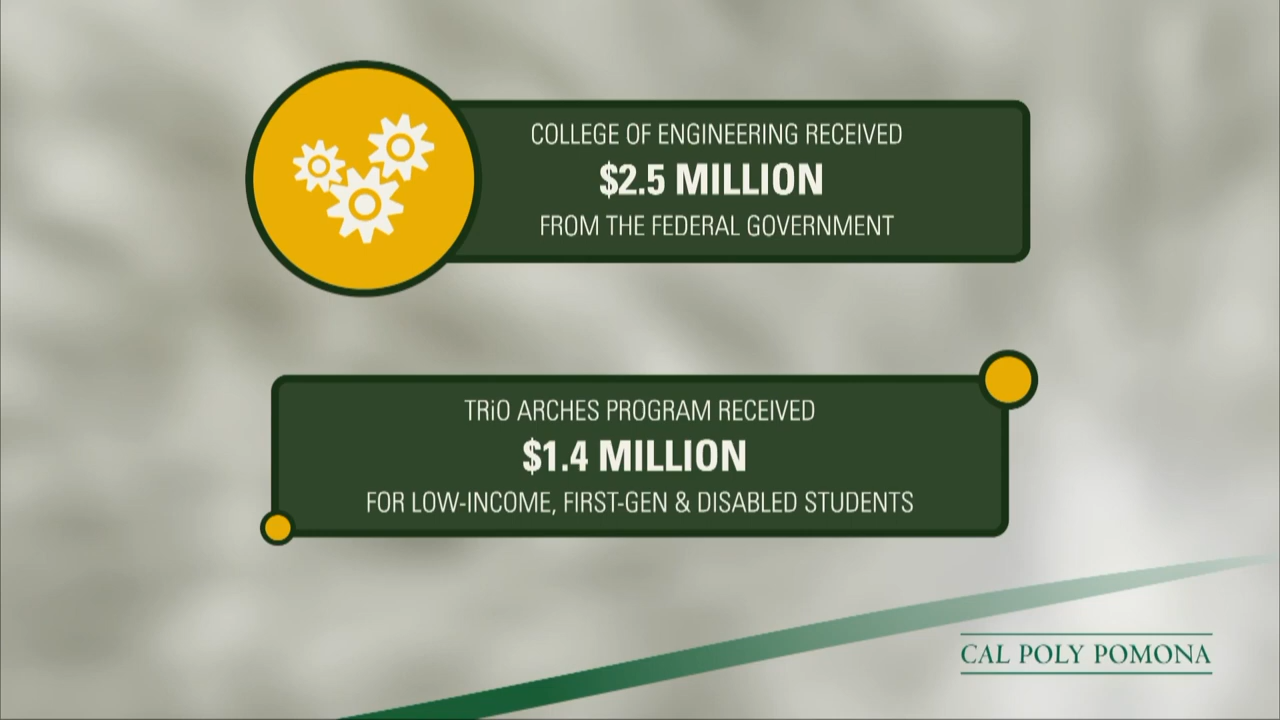 COLLEGE OF ENGINEERING RECEIVED
$2.5 MILLION
FROM THE FEDERAL GOVERNMENT
TRiO ARCHES PROGRAM RECEIVED
$1.4 MILLION
FOR LOW-INCOME, FIRST-GEN & DISABLED STUDENTS
CAL POLY POMONA